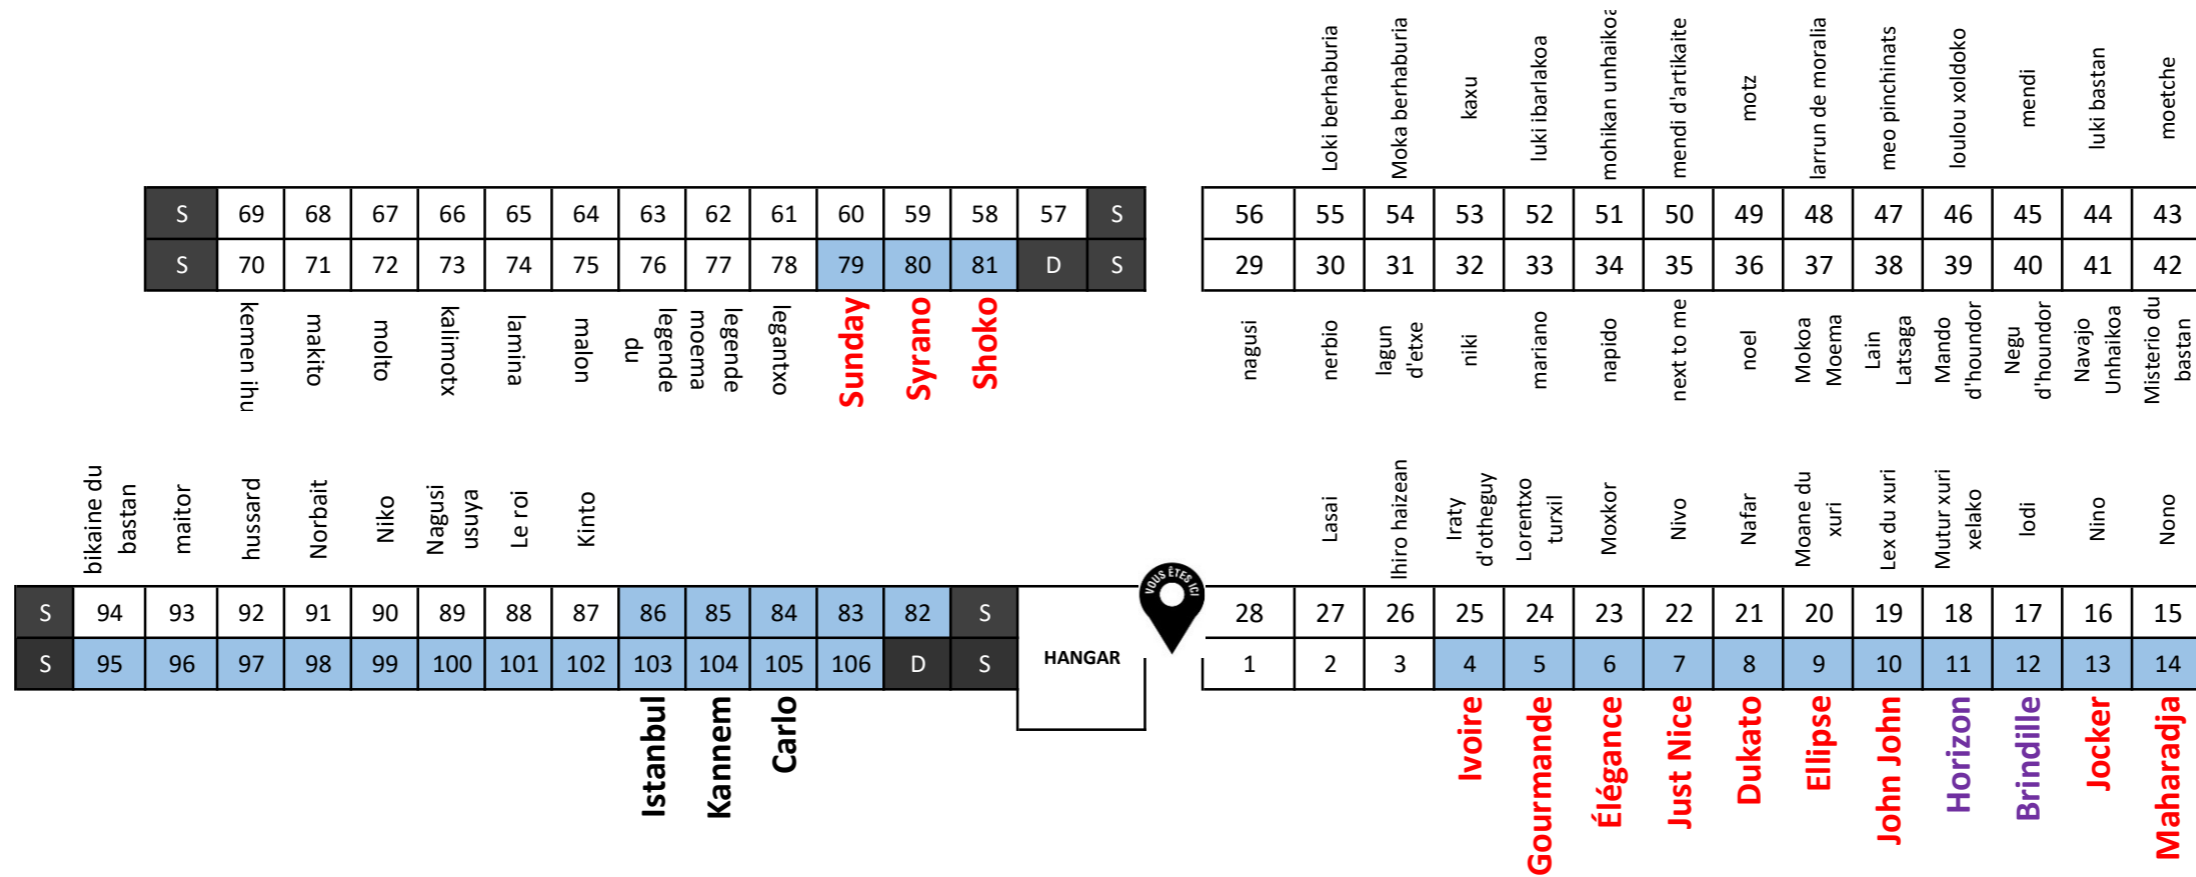 Loki berhaburia
Moka berhaburia
kaxu
luki ibarlakoa
mohikan unhaikoa
mendi d'artikaite
motz
larrun de moralia
meo pinchinats
loulou xoldoko
mendi
luki bastan
moetche
S 69 68 67 66 65 64 63 62 61 60 59 58 57 S
56 55 54 53 52 51 50 49 48 47 46 45 44 43
S 70 71 72 73 74 75 76 77 78 79 80 81 D S
29 30 31 32 33 34 35 36 37 38 39 40 41 42
kemen ihu
makito
molto
kalimotx
lamina
malon
legende
du
legende
moema
legantxo
Sunday
Syrano
Shoko
nagusi
nerbio
lagun
d'etxe
niki
mariano
napido
next to me
noel
Mokoa
Moema
Lain
Latsaga
Mando
d'houndor
Negu
d'houndor
Navajo
Unhaikoa
Misterio du
bastan
bikaine du
bastan
maitor
hussard
Norbait
Niko
Nagusi
usuya
Le roi
Kinto
Lasai
Ihiro haizean
Iraty
d'otheguy
Lorentxo
turxil
Moxkor
Nivo
Nafar
Moane du
xuri
Lex du xuri
Mutur xuri
xelako
Iodi
Nino
Nono
VOUS ÊTES ICI
S 94 93 92 91 90 89 88 87 86 85 84 83 82 S
28 27 26 25 24 23 22 21 20 19 18 17 16 15
S 95 96 97 98 99 100 101 102 103 104 105 106 D S
HANGAR
1 2 3 4 5 6 7 8 9 10 11 12 13 14
Istanbul
Kannem
Carlo
Ivoire
Gourmande
Élégance
Just Nice
Dukato
Ellipse
John John
Horizon
Brindille
Jocker
Maharadja